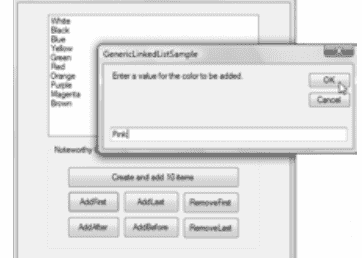 White
Black
Blue
Yellow
Green
Red
Orange
Purple
Magenta
Brown
GenericLinkedListSample
Enter a value for the color to be added.
OK
Cancel
Pink
Noteworthy
Create and add 10 items
AddFirst
AddLast
RemoveFirst
AddAfter
AddBefore
RemoveLast